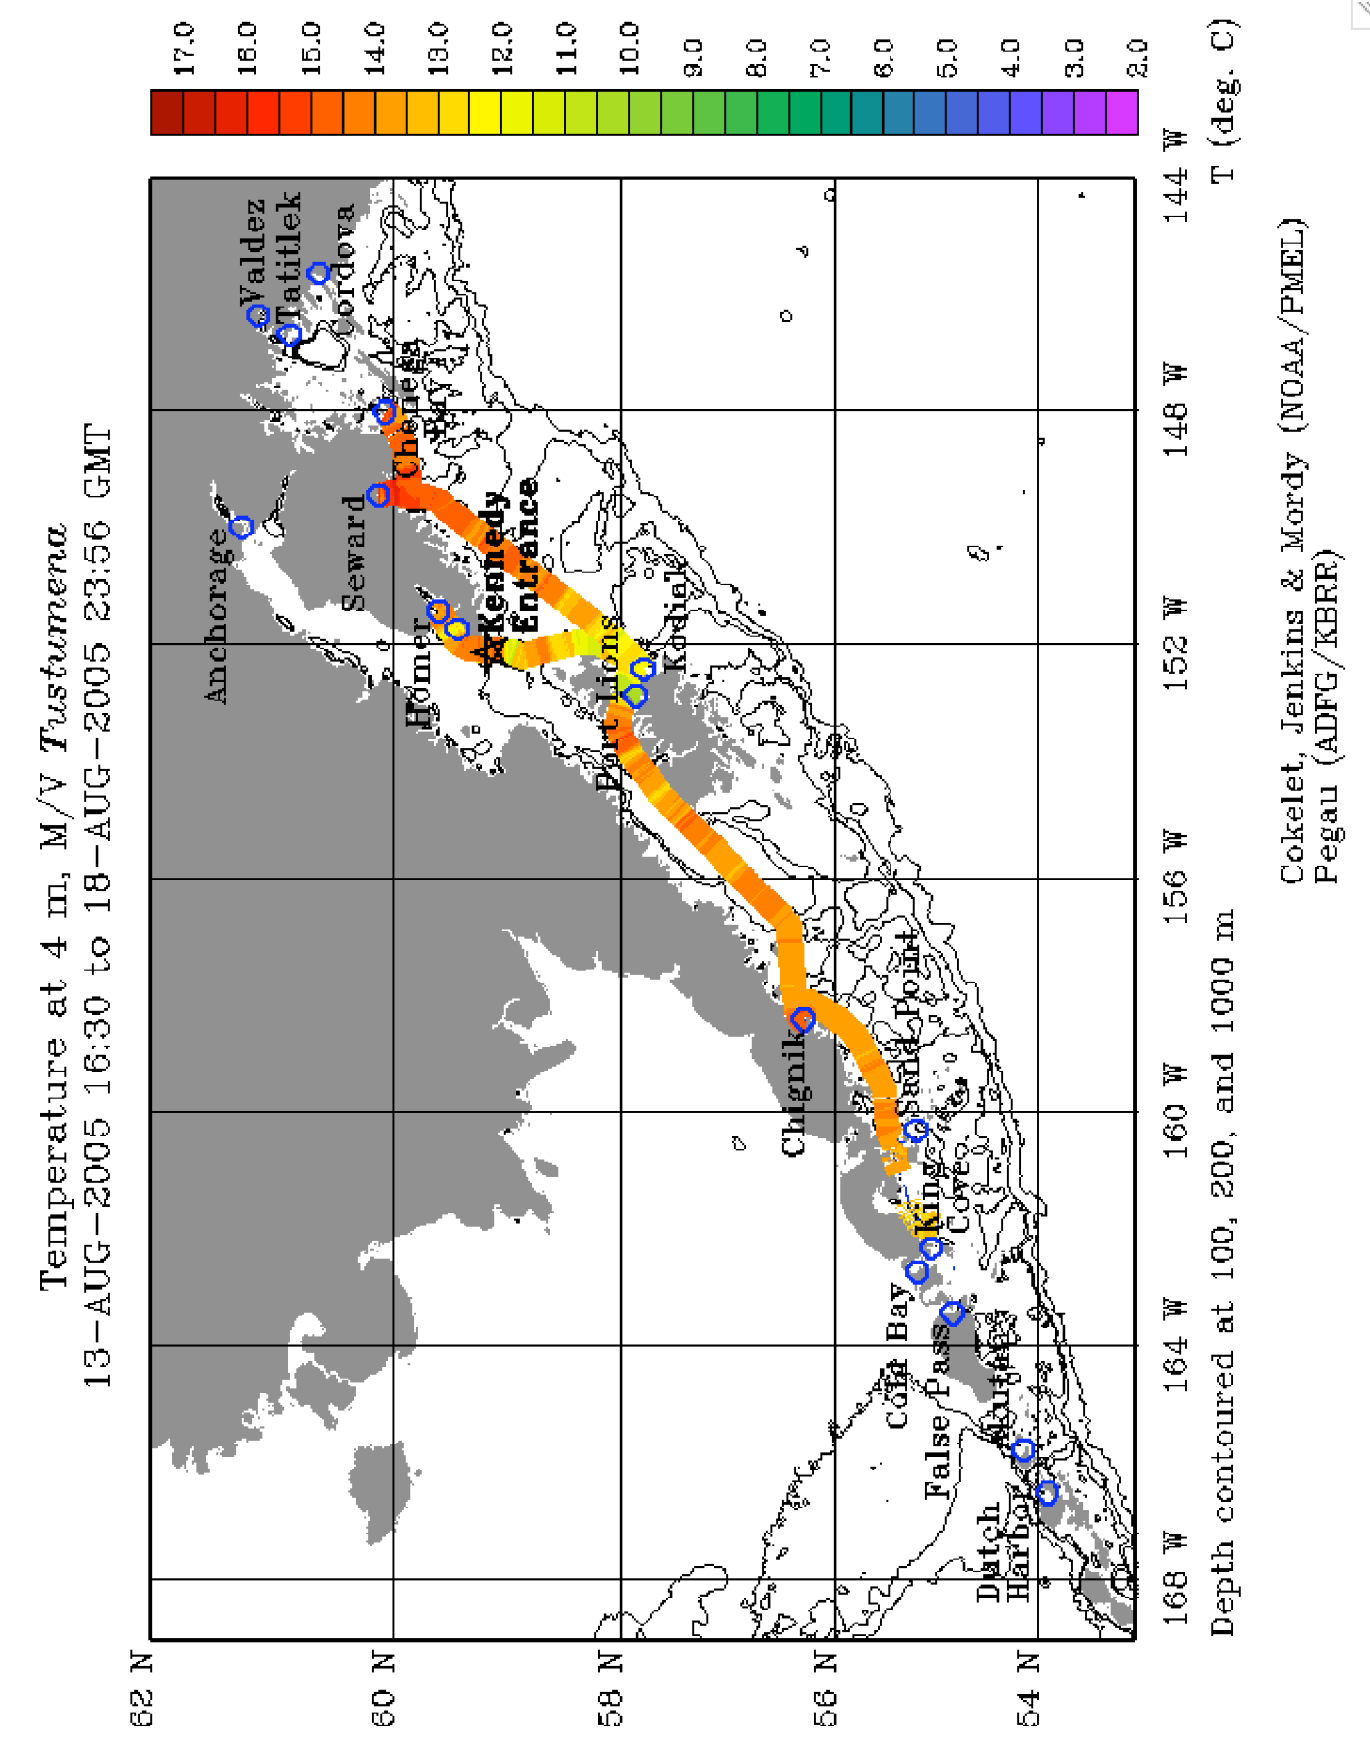 Temperature at 4 m, M/V Tustumena
13-AUG-2005 16:30 to 18-AUG-2005 23:56 GMT
62 N
60 N
58 N
56 N
54 N
168 W
164 W
160 W
156 W
152 W
148 W
144 W
Anchorage
Valdez
Tatitlek
Cordova
Seward
Chenega
Bay
Homer
Kennedy
Entrance
Port Lions
Kodiak
Chignik
Sand Point
King
Cove
Cold Bay
False Pass
Akutan
Dutch
Harbor
17.0
16.0
15.0
14.0
13.0
12.0
11.0
10.0
9.0
8.0
7.0
6.0
5.0
4.0
3.0
2.0
T (deg. C)
Depth contoured at 100, 200, and 1000 m
Cokelet, Jenkins & Mordy (NOAA/PMEL)
Pegau (ADFG/KBRR)